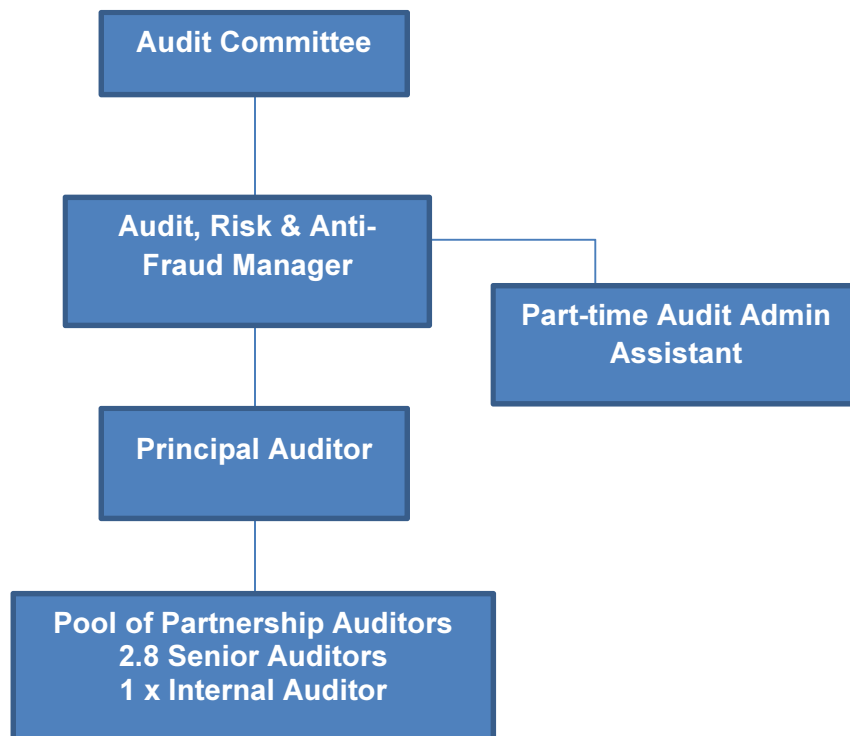 Audit Committee
Audit, Risk & Anti-
Fraud Manager
Part-time Audit Admin
Assistant
Principal Auditor
Pool of Partnership Auditors
2.8 Senior Auditors
1 x Internal Auditor